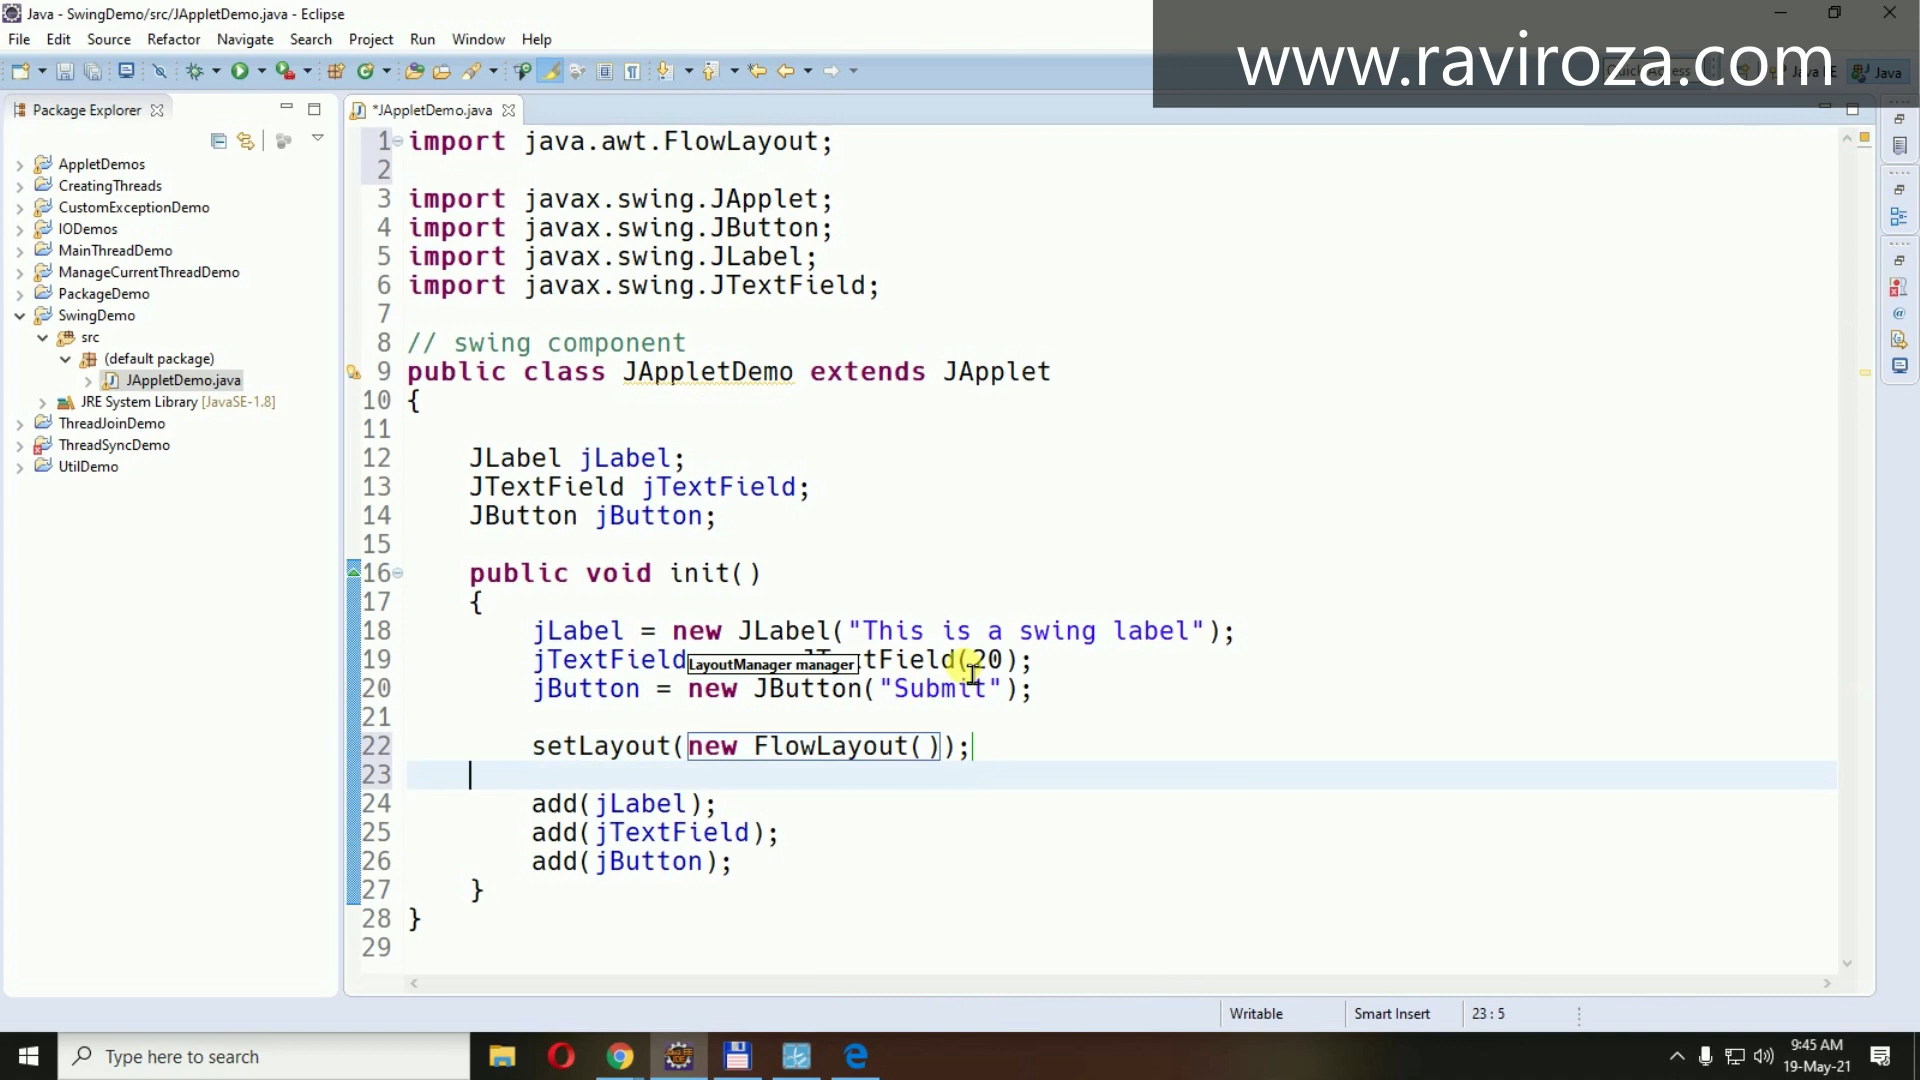 Java - SwingDemo/src/JAppletDemo.java - Eclipse
www.raviroza.com
File Edit Source Refactor Navigate Search Project Run Window Help
Java
Package Explorer
*JAppletDemo.java
AppletDemos
CreatingThreads
CustomExceptionDemo
IODemos
MainThreadDemo
ManageCurrentThreadDemo
PackageDemo
SwingDemo
src
(default package)
JAppletDemo.java
JRE System Library [JavaSE-1.8]
ThreadJoinDemo
ThreadSyncDemo
UtilDemo
1 import java.awt.FlowLayout;
2
3 import javax.swing.JApplet;
4 import javax.swing.JButton;
5 import javax.swing.JLabel;
6 import javax.swing.JTextField;
7
8 // swing component
9 public class JAppletDemo extends JApplet
10 {
11
12 JLabel jLabel;
13 JTextField jTextField;
14 JButton jButton;
15
16 public void init()
17 {
18 jLabel = new JLabel("This is a swing label");
19 jTextField LayoutManager manager tField(20);
20 jButton = new JButton("Submit");
21
22 setLayout(new FlowLayout());
23
24 add(jLabel);
25 add(jTextField);
26 add(jButton);
27 }
28 }
29
Writable Smart Insert 23 : 5
Type here to search
9:45 AM
19-May-21